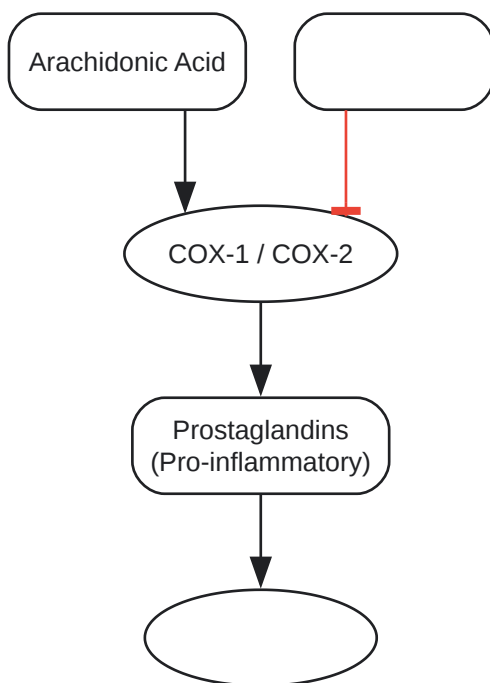 Arachidonic Acid
COX-1 / COX-2
Prostaglandins
(Pro-inflammatory)